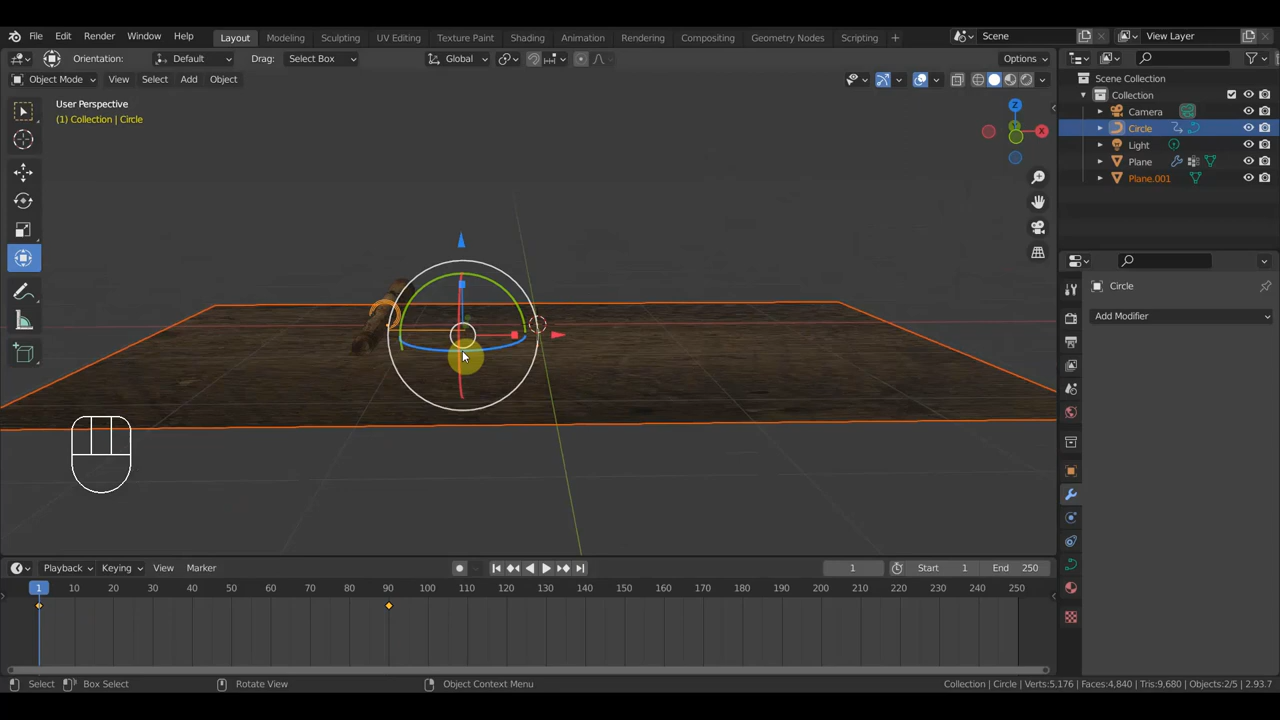 File Edit Render Window Help Layout Modeling Sculpting UV Editing Texture Paint Shading Animation Rendering Compositing Geometry Nodes Scripting + Scene View Layer
Orientation: Default Drag: Select Box Global Options
Object Mode View Select Add Object
User Perspective
(1) Collection | Circle
Z
X
Y
Scene Collection
Collection
Camera
Circle
Light
Plane
Plane.001
Circle
Add Modifier
Playback Keying View Marker 1 Start 1 End 250
1 10 20 30 40 50 60 70 80 90 100 110 120 130 140 150 160 170 180 190 200 210 220 230 240 250
Select Box Select Rotate View Object Context Menu Collection | Circle | Verts:5,176 | Faces:4,840 | Tris:9,680 | Objects:2/5 | 2.93.7